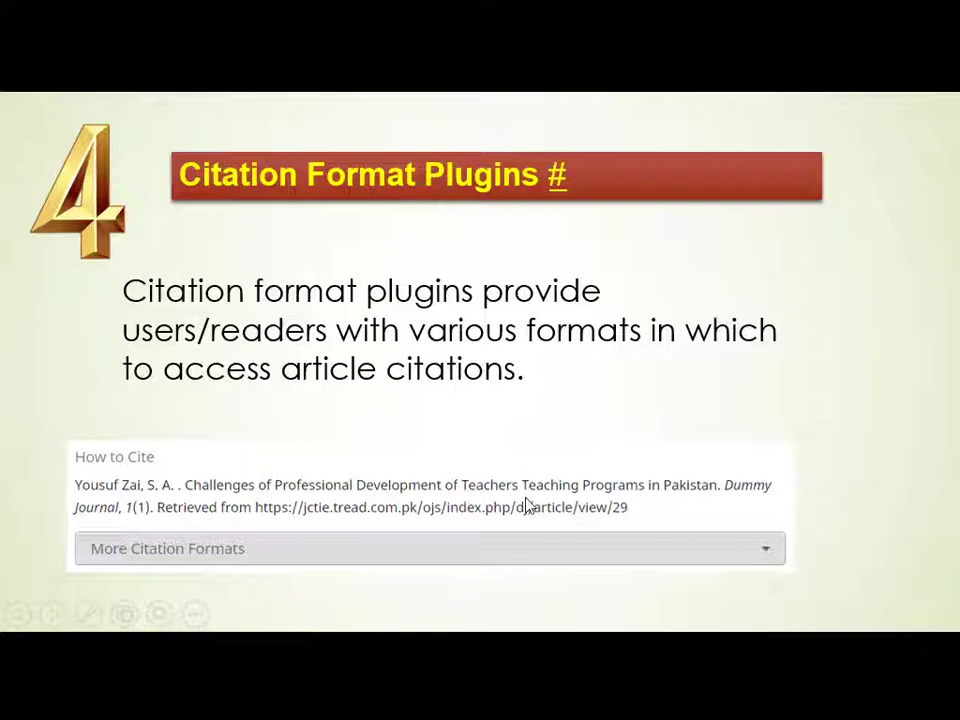 4
Citation Format Plugins #
Citation format plugins provide
users/readers with various formats in which
to access article citations.
How to Cite
Yousuf Zai, S. A. . Challenges of Professional Development of Teachers Teaching Programs in Pakistan. Dummy
Journal, 1(1). Retrieved from https://jctie.tread.com.pk/ojs/index.php/dj/article/view/29
More Citation Formats